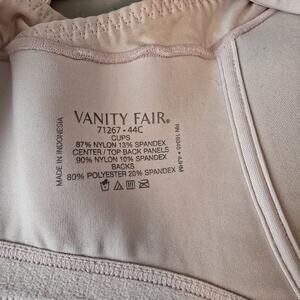 VANITY FAIR®
71267 • 44C
CUPS
87% NYLON 13% SPANDEX
CENTER / TOP BACK PANELS
90% NYLON 10% SPANDEX
BACKS
80% POLYESTER 20% SPANDEX
MADE IN INDONESIA